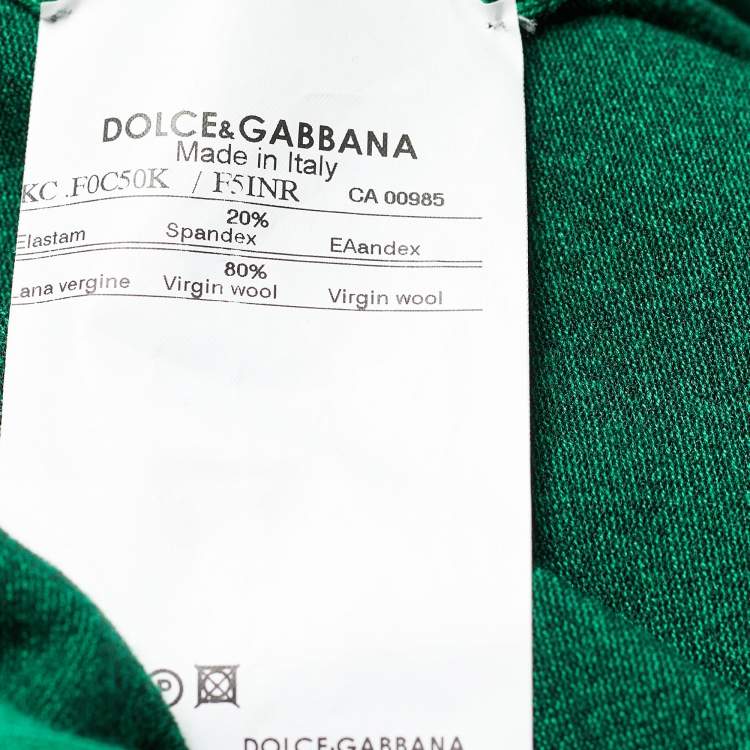 DOLCE&GABBANA
Made in Italy
KC .F0C50K / F5INR CA 00985
20%
Elastam Spandex EAandex
80%
Lana vergine Virgin wool Virgin wool
P
DOLCE&GABBANA